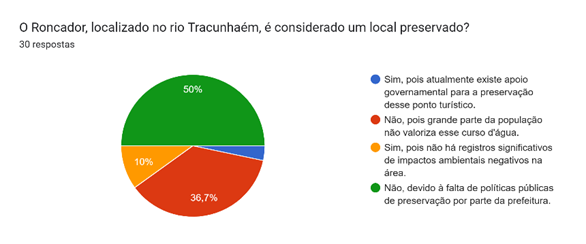 O Roncador, localizado no rio Tracunhaém, é considerado um local preservado?
30 respostas
50%
10%
36,7%
Sim, pois atualmente existe apoio
governamental para a preservação
desse ponto turístico.
Não, pois grande parte da população
não valoriza esse curso d'água.
Sim, pois não há registros significativos
de impactos ambientais negativos na
área.
Não, devido à falta de políticas públicas
de preservação por parte da prefeitura.